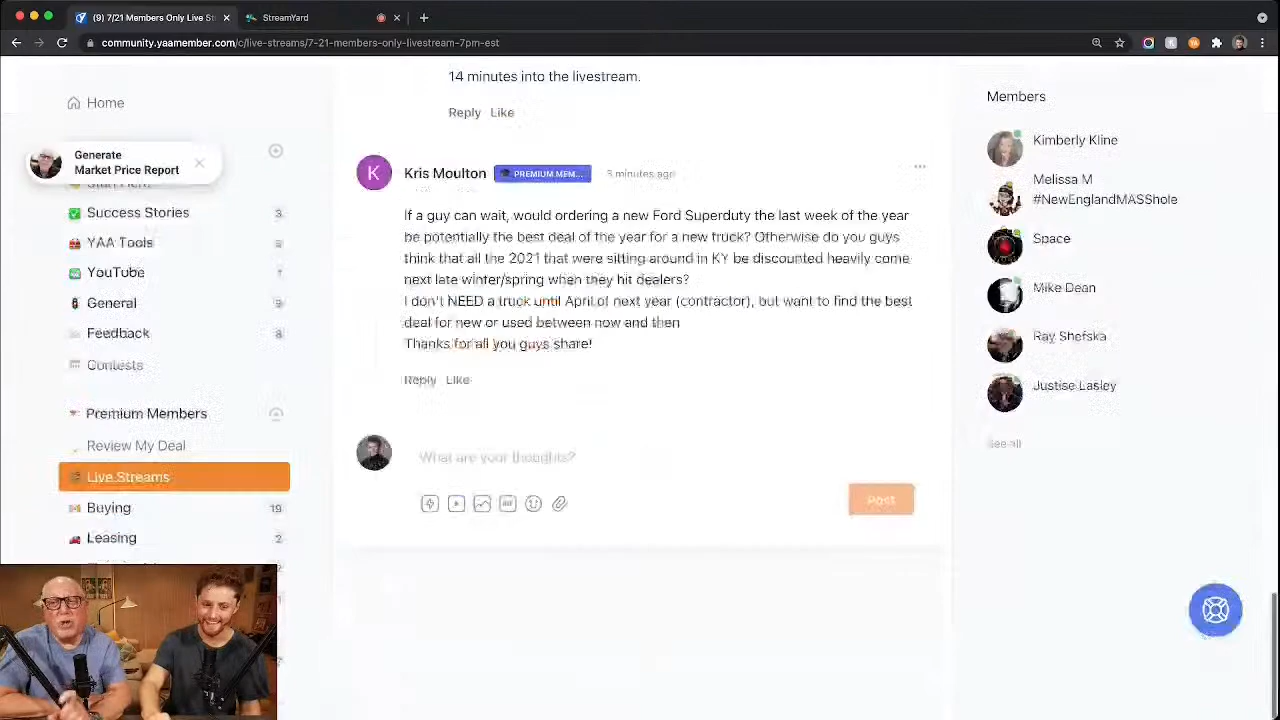 (9) 7/21 Members Only Live St
StreamYard
community.yaamember.com/c/live-streams/7-21-members-only-livestream-7pm-est
Home
Generate
Market Price Report
Success Stories 3
YAA Tools
YouTube
General
Feedback 8
Contests
Premium Members
Review My Deal
Live Streams
Buying 19
Leasing 2
14 minutes into the livestream.
Reply Like
K
Kris Moulton PREMIUM MEM... 3 minutes ago
If a guy can wait, would ordering a new Ford Superduty the last week of the year
be potentially the best deal of the year for a new truck? Otherwise do you guys
think that all the 2021 that were sitting around in KY be discounted heavily come
next late winter/spring when they hit dealers?
I don't NEED a truck until April of next year (contractor), but want to find the best
deal for new or used between now and then
Thanks for all you guys share!
Reply Like
What are your thoughts?
GIF
Post
Members
Kimberly Kline
Melissa M
#NewEnglandMASShole
Space
Mike Dean
Ray Shefska
Justise Lasley
See all